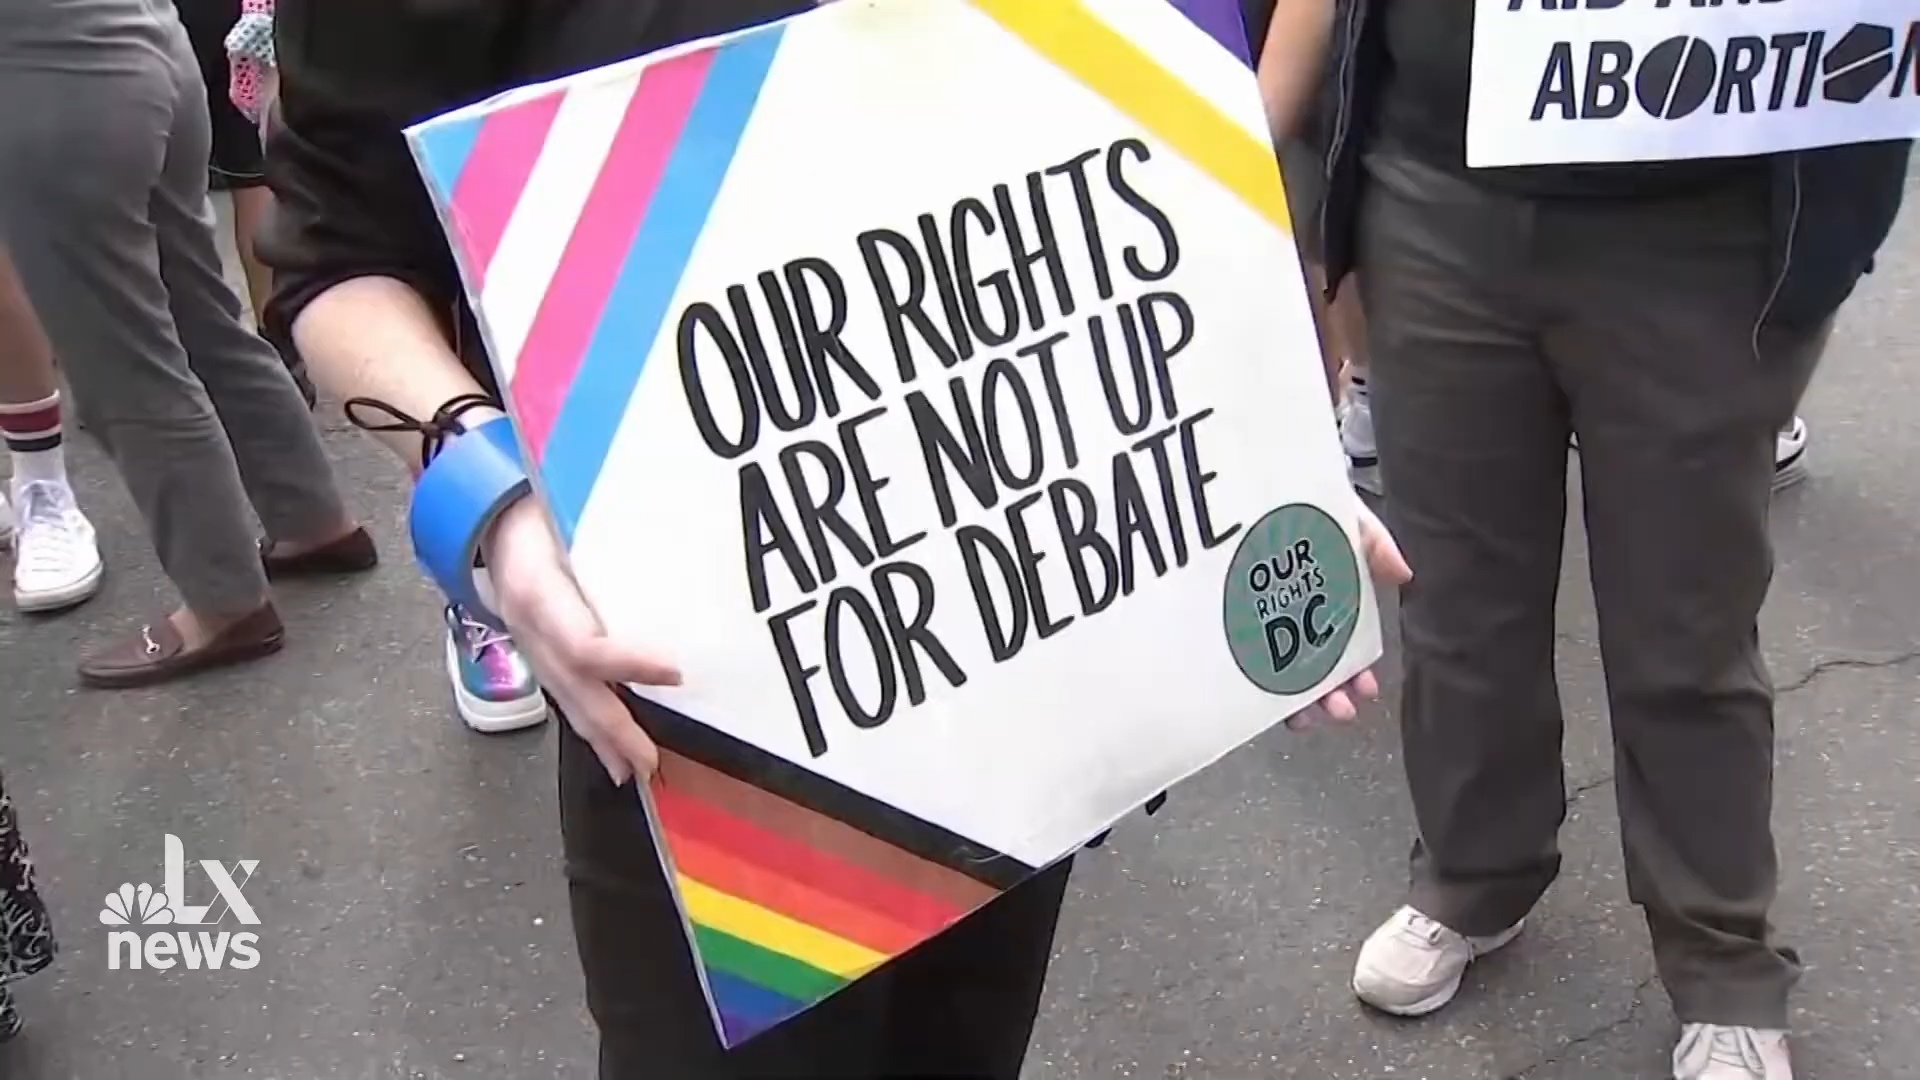 ABORTION
OUR RIGHTS
ARE NOT UP
FOR DEBATE
OUR
RIGHTS
DC
LX
news